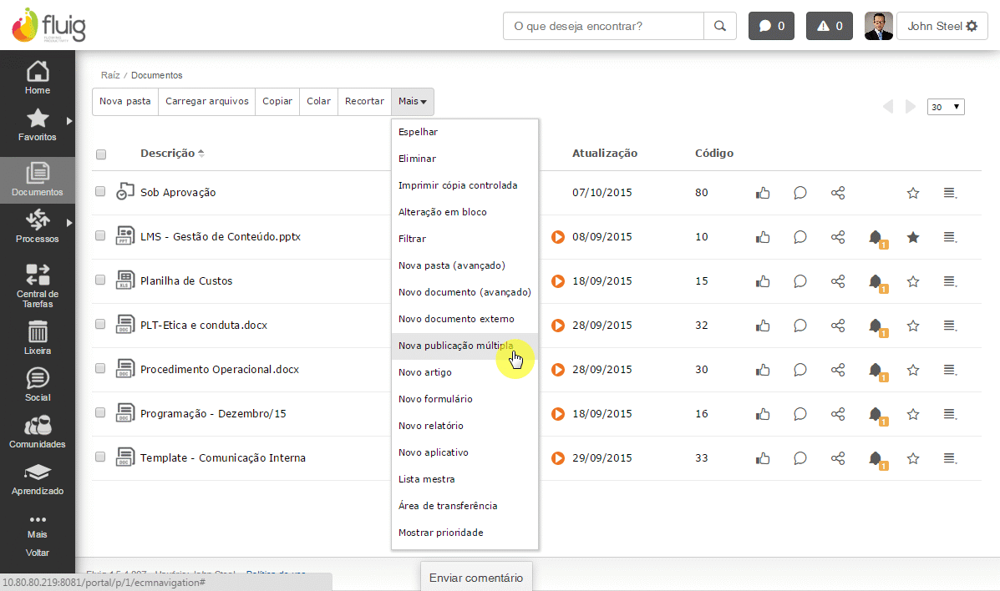 fluig
O que deseja encontrar?
0
0
John Steel
Home
Favoritos
Documentos
Processos
Central de
Tarefas
Lixeira
Social
Comunidades
Aprendizado
Mais
Voltar
Raíz / Documentos
Nova pasta
Carregar arquivos
Copiar
Colar
Recortar
Mais
30
Descrição
Atualização
Código
Sob Aprovação
07/10/2015
80
LMS - Gestão de Conteúdo.pptx
08/09/2015
10
1
Planilha de Custos
18/09/2015
15
1
PLT-Etica e conduta.docx
28/09/2015
32
1
Procedimento Operacional.docx
28/09/2015
30
1
Programação - Dezembro/15
18/09/2015
16
1
Template - Comunicação Interna
29/09/2015
33
1
Espelhar
Eliminar
Imprimir cópia controlada
Alteração em bloco
Filtrar
Nova pasta (avançado)
Novo documento (avançado)
Novo documento externo
Nova publicação múltipla
Novo artigo
Novo formulário
Novo relatório
Novo aplicativo
Lista mestra
Área de transferência
Mostrar prioridade
Enviar comentário
10.80.80.219:8081/portal/p/1/ecmnavigation#